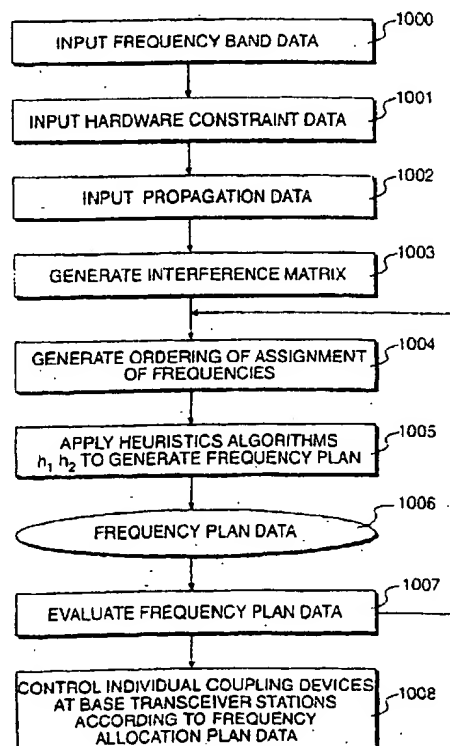 1000
INPUT FREQUENCY BAND DATA
1001
INPUT HARDWARE CONSTRAINT DATA
1002
INPUT PROPAGATION DATA
1003
GENERATE INTERFERENCE MATRIX
1004
GENERATE ORDERING OF ASSIGNMENT
OF FREQUENCIES
1005
APPLY HEURISTICS ALGORITHMS
h₁ h₂ TO GENERATE FREQUENCY PLAN
1006
FREQUENCY PLAN DATA
1007
EVALUATE FREQUENCY PLAN DATA
1008
CONTROL INDIVIDUAL COUPLING DEVICES
AT BASE TRANSCEIVER STATIONS
ACCORDING TO FREQUENCY
ALLOCATION PLAN DATA